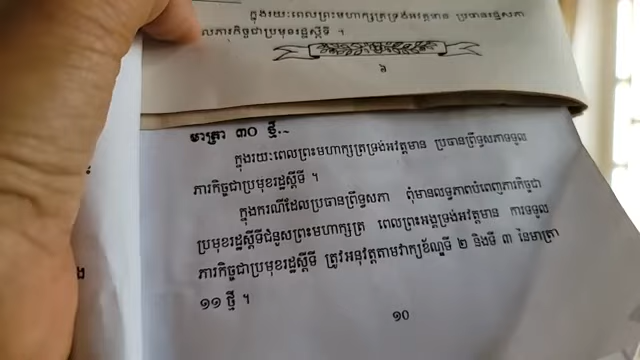 ក្នុងរយៈពេលព្រះមហាក្សត្រទ្រង់អវត្តមាន ប្រធានរដ្ឋសភា
លភារកិច្ចជាប្រមុខរដ្ឋស្តីទី ។
៦
មាត្រា ៣០ ថ្មី.~
ក្នុងរយៈពេលព្រះមហាក្សត្រទ្រង់អវត្តមាន ប្រធានព្រឹទ្ធសភាទទួល
ភារកិច្ចជាប្រមុខរដ្ឋស្តីទី ។
ក្នុងករណីដែលប្រធានព្រឹទ្ធសភា ពុំមានលទ្ធភាពបំពេញភារកិច្ចជា
ប្រមុខរដ្ឋស្តីទីជំនួសព្រះមហាក្សត្រ ពេលព្រះអង្គទ្រង់អវត្តមាន ការទទួល
ភារកិច្ចជាប្រមុខរដ្ឋស្តីទី ត្រូវអនុវត្តតាមវាក្យខ័ណ្ឌទី ២ និងទី ៣ នៃមាត្រា
១១ ថ្មី ។
១០